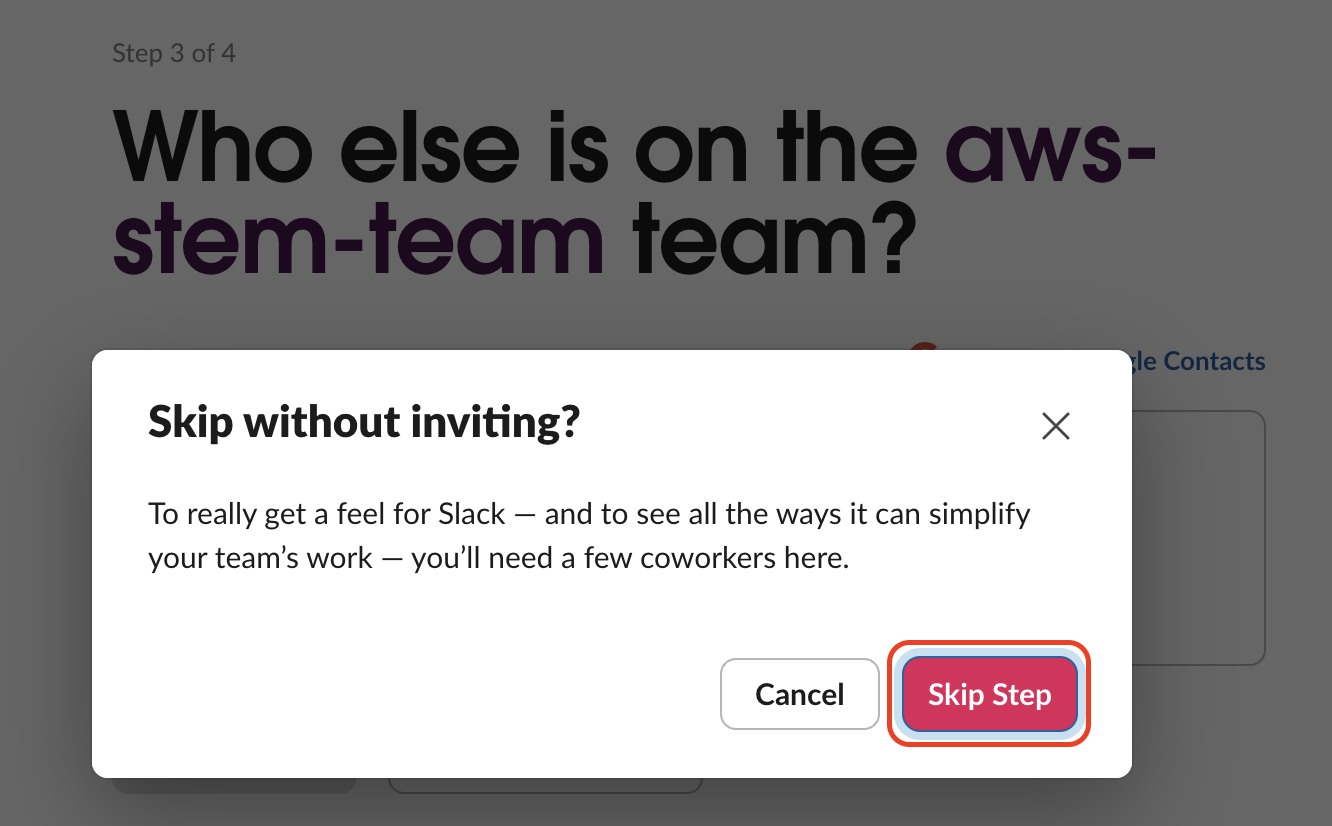 Step 3 of 4
Who else is on the aws-
stem-team team?
Contacts
Skip without inviting?
To really get a feel for Slack — and to see all the ways it can simplify
your team’s work — you’ll need a few coworkers here.
Cancel
Skip Step